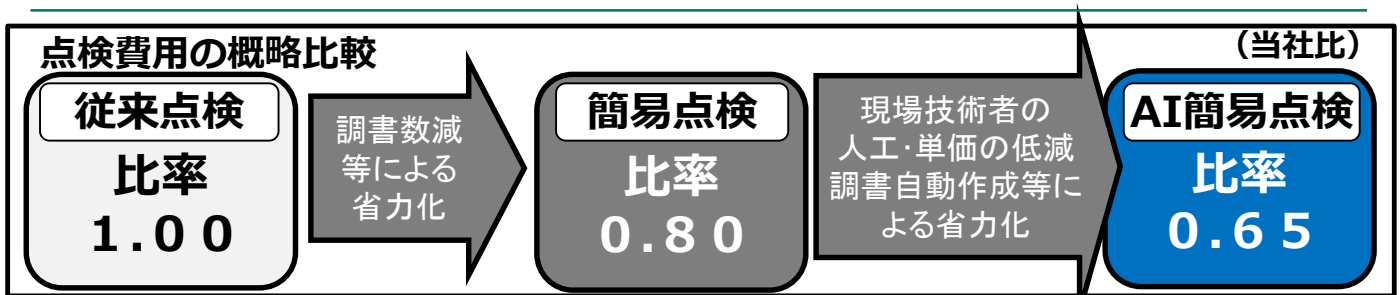 点検費用の概略比較
（当社比）
従来点検
比率
1.00
調書数減
等による
省力化
簡易点検
比率
0.80
現場技術者の
人工･単価の低減
調書自動作成等に
よる省力化
AI簡易点検
比率
0.65